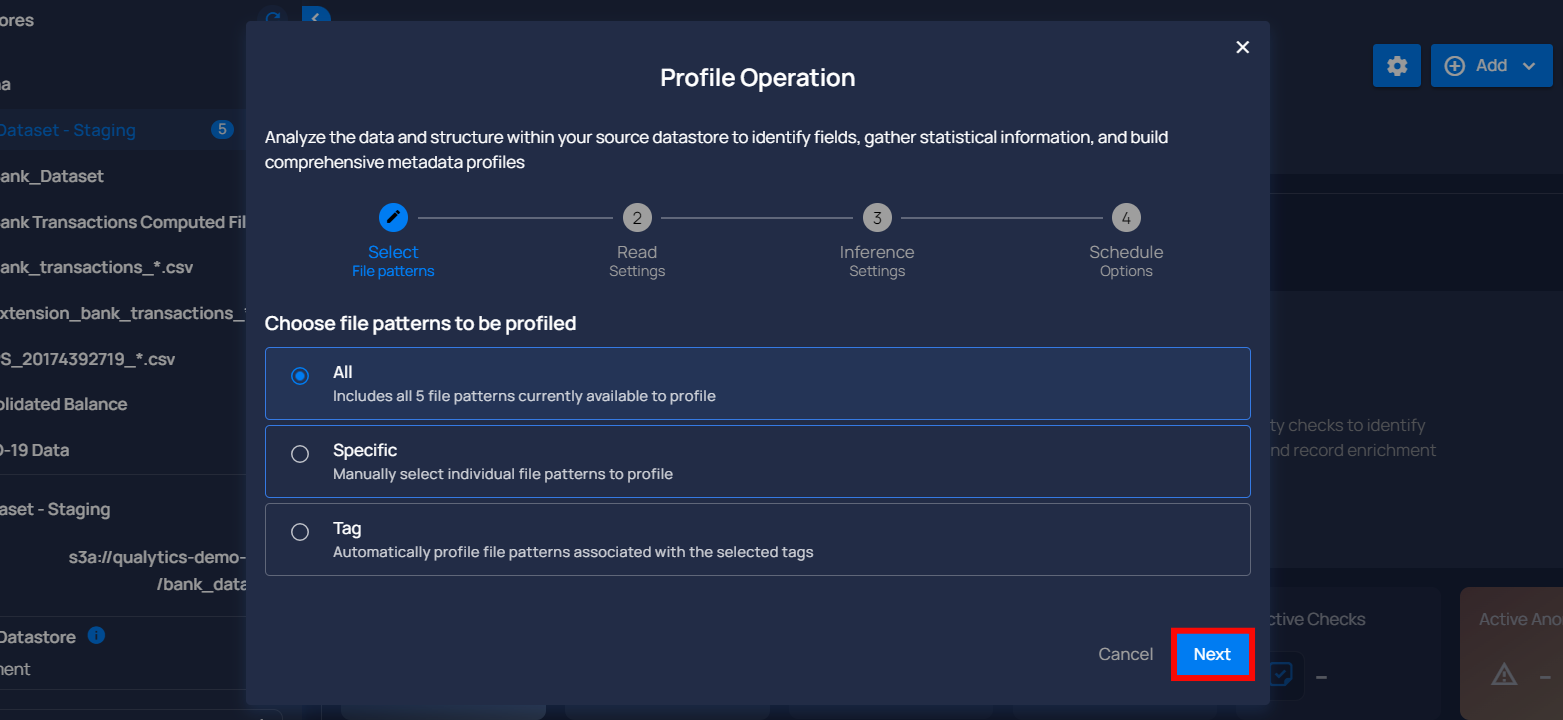 ores
Add
Dataset - Staging
5
ank_Dataset
ank Transactions Computed Fil
ank_transactions_*.csv
xtension_bank_transactions_
S_20174392719_*.csv
olidated Balance
D-19 Data
aset - Staging
s3a://qualytics-demo-
/bank_data
Datastore
ment
Profile Operation
Analyze the data and structure within your source datastore to identify fields, gather statistical information, and build
comprehensive metadata profiles
2
3
4
Select
Read
Inference
Schedule
File patterns
Settings
Settings
Options
Choose file patterns to be profiled
All
Includes all 5 file patterns currently available to profile
Specific
Manually select individual file patterns to profile
Tag
Automatically profile file patterns associated with the selected tags
Cancel
Next
ty checks to identify
nd record enrichment
ctive Checks
–
Active Ano
–